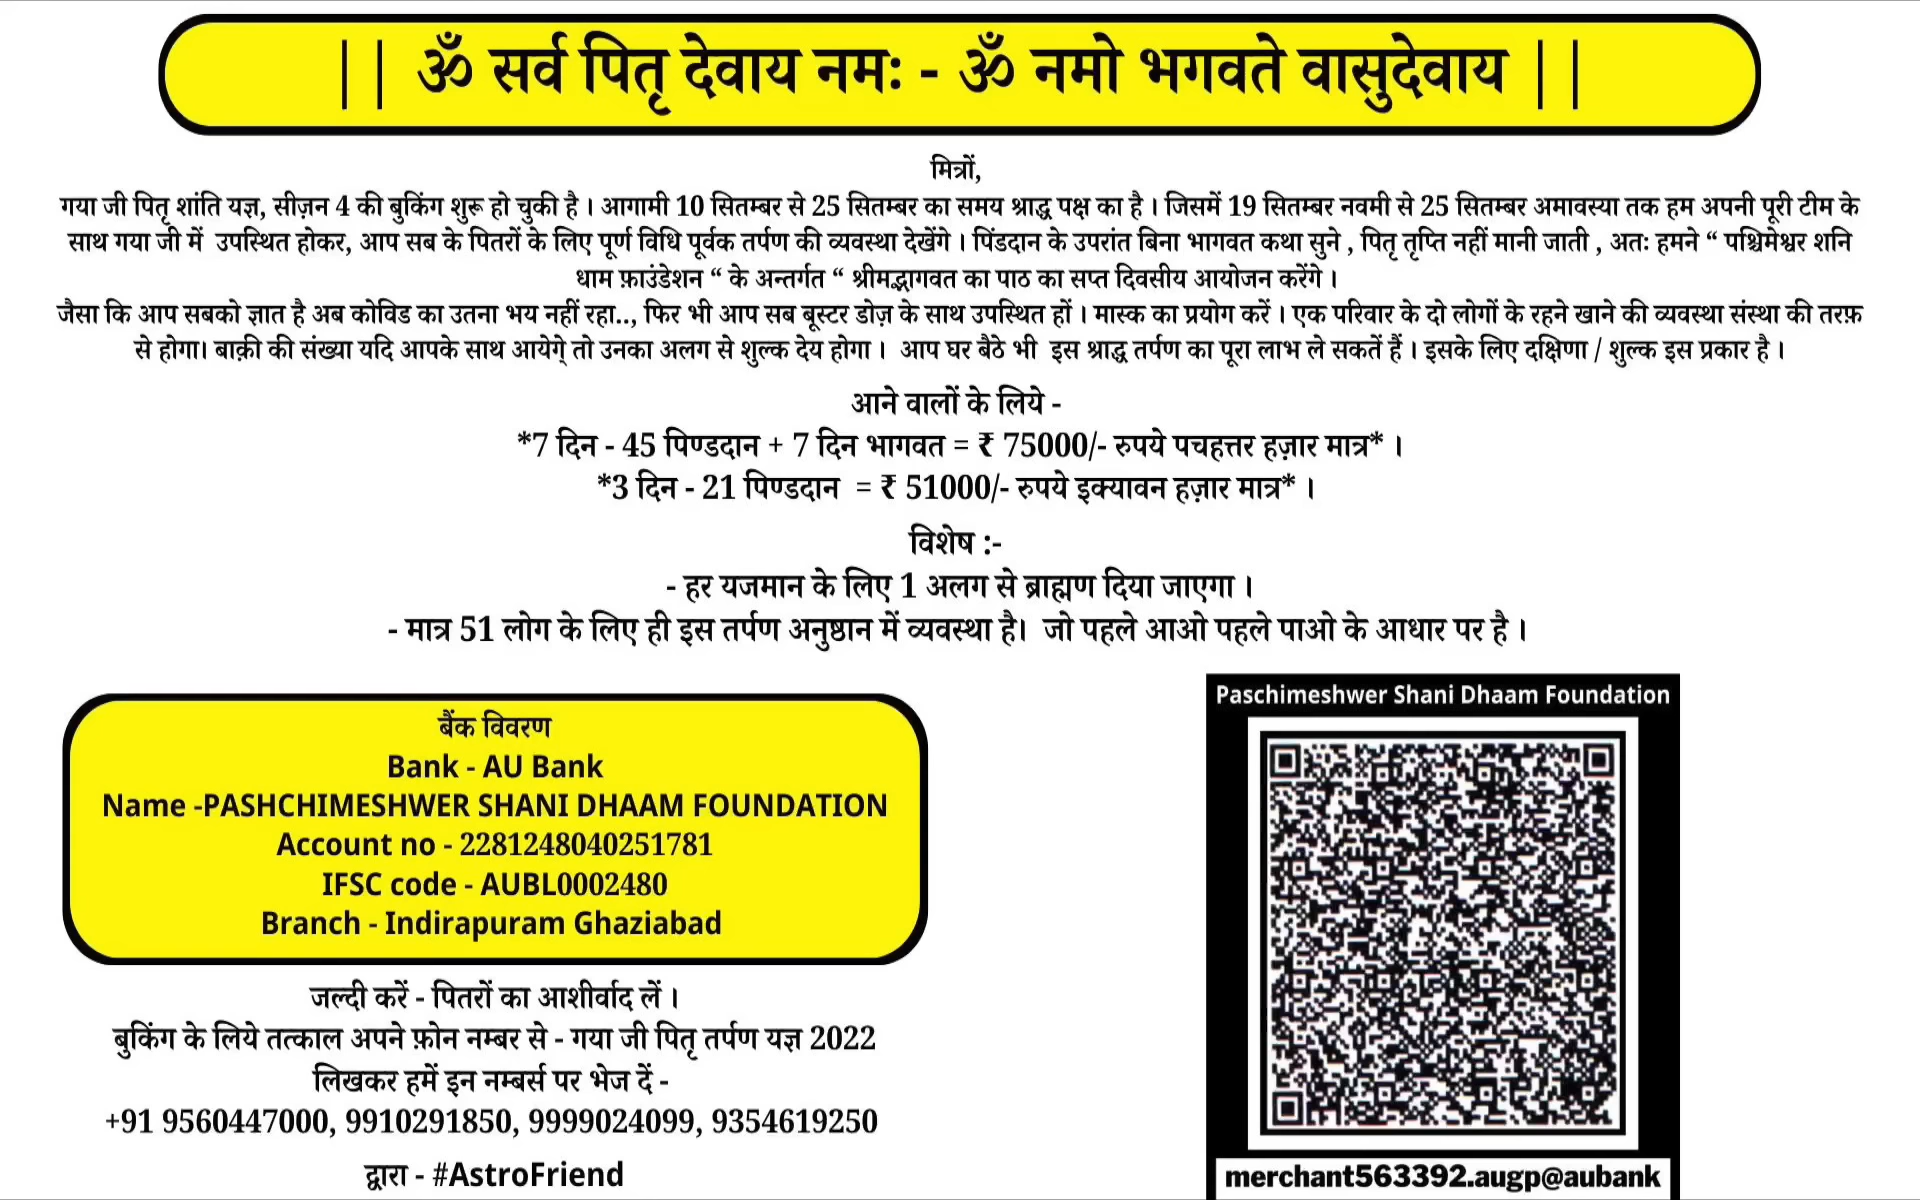 || ॐ सर्व पितृ देवाय नमः - ॐ नमो भगवते वासुदेवाय ||
मित्रों,
गया जी पितृ शांति यज्ञ, सीज़न 4 की बुकिंग शुरू हो चुकी है । आगामी 10 सितम्बर से 25 सितम्बर का समय श्राद्ध पक्ष का है । जिसमें 19 सितम्बर नवमी से 25 सितम्बर अमावस्या तक हम अपनी पूरी टीम के
साथ गया जी में उपस्थित होकर, आप सब के पितरों के लिए पूर्ण विधि पूर्वक तर्पण की व्यवस्था देखेंगे । पिंडदान के उपरांत बिना भागवत कथा सुने , पितृ तृप्ति नहीं मानी जाती , अतः हमने “ पश्चिमेश्वर शनि
धाम फ़ाउंडेशन “ के अन्तर्गत “ श्रीमद्भागवत का पाठ का सप्त दिवसीय आयोजन करेंगे ।
जैसा कि आप सबको ज्ञात है अब कोविड का उतना भय नहीं रहा.., फिर भी आप सब बूस्टर डोज़ के साथ उपस्थित हों । मास्क का प्रयोग करें । एक परिवार के दो लोगों के रहने खाने की व्यवस्था संस्था की तरफ़
से होगा। बाक़ी की संख्या यदि आपके साथ आयेगे् तो उनका अलग से शुल्क देय होगा । आप घर बैठे भी इस श्राद्ध तर्पण का पूरा लाभ ले सकतें हैं । इसके लिए दक्षिणा / शुल्क इस प्रकार है ।
आने वालों के लिये -
*7 दिन - 45 पिण्डदान + 7 दिन भागवत = ₹ 75000/- रुपये पचहत्तर हज़ार मात्र* ।
*3 दिन - 21 पिण्डदान = ₹ 51000/- रुपये इक्यावन हज़ार मात्र* ।
विशेष :-
- हर यजमान के लिए 1 अलग से ब्राह्मण दिया जाएगा ।
- मात्र 51 लोग के लिए ही इस तर्पण अनुष्ठान में व्यवस्था है। जो पहले आओ पहले पाओ के आधार पर है ।
बैंक विवरण
Bank - AU Bank
Name -PASHCHIMESHWER SHANI DHAAM FOUNDATION
Account no - 2281248040251781
IFSC code - AUBL0002480
Branch - Indirapuram Ghaziabad
जल्दी करें - पितरों का आशीर्वाद लें ।
बुकिंग के लिये तत्काल अपने फ़ोन नम्बर से - गया जी पितृ तर्पण यज्ञ 2022
लिखकर हमें इन नम्बर्स पर भेज दें -
+91 9560447000, 9910291850, 9999024099, 9354619250
द्वारा - #AstroFriend
Paschimeshwer Shani Dhaam Foundation
merchant563392.augp@aubank